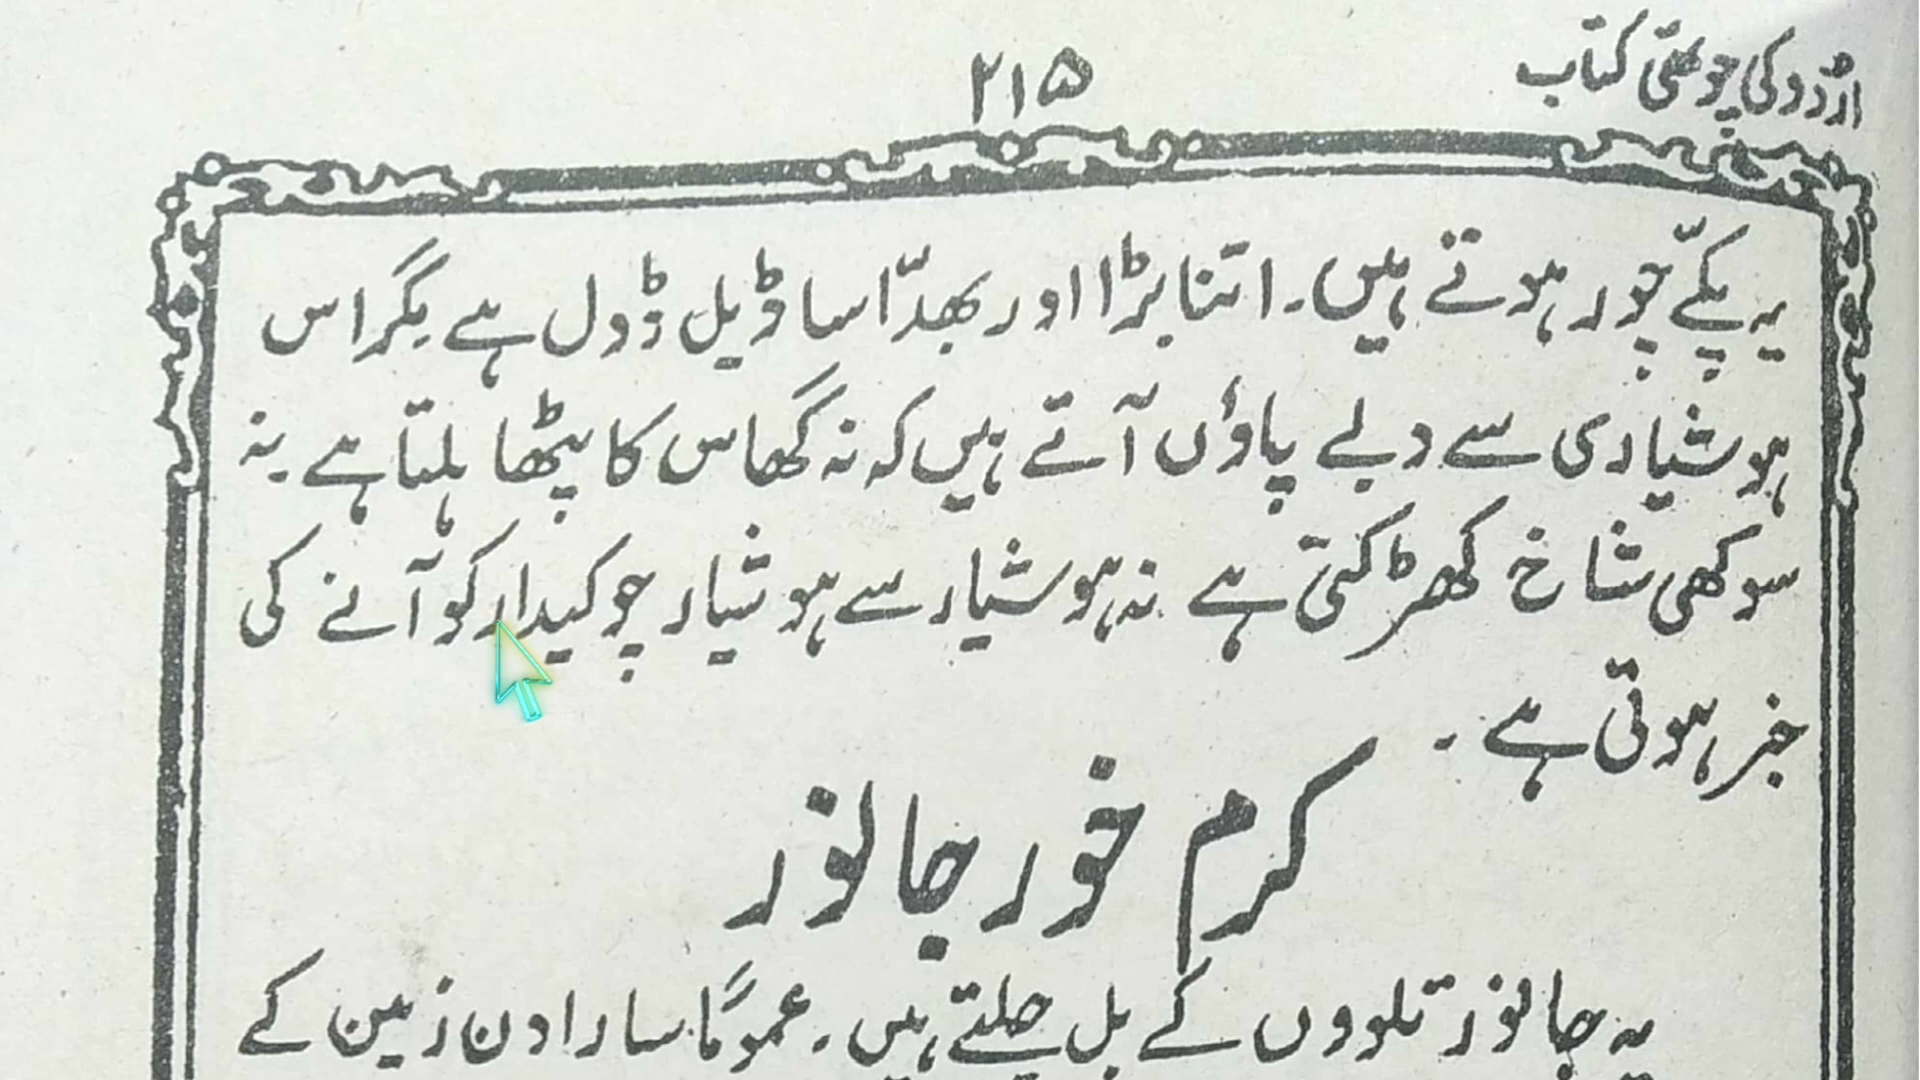 اردو کی چوتھی کتاب
۲۱۵
یہ پکّے چور ہوتے ہیں۔ اتنا بڑا اور بھدّا سا ڈیل ڈول ہے مگر اس
ہوشیاری سے دبے پاؤں آتے ہیں کہ نہ گھاس کا پٹھا ہلتا ہے۔ نہ
سوکھی شاخ کھڑکتی ہے نہ ہوشیار سے ہوشیار چوکیدار کو آنے کی
خبر ہوتی ہے۔
کرم خور جانور
یہ جانور تلووں کے بل چلتے ہیں۔ عموماً سارا دن زمین کے